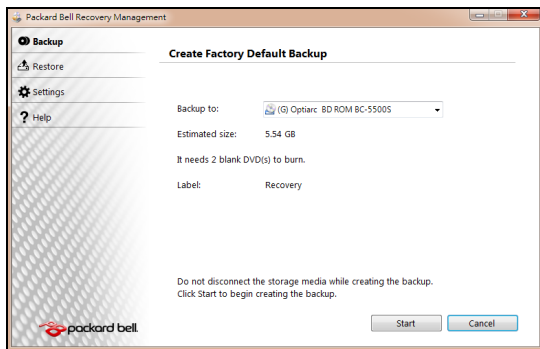 Packard Bell Recovery Management
Backup
Restore
Settings
? Help
Create Factory Default Backup
Backup to: (G) Optiarc BD ROM BC-5500S
Estimated size: 5.54 GB
It needs 2 blank DVD(s) to burn.
Label: Recovery
Do not disconnect the storage media while creating the backup.
Click Start to begin creating the backup.
Start Cancel
packard bell